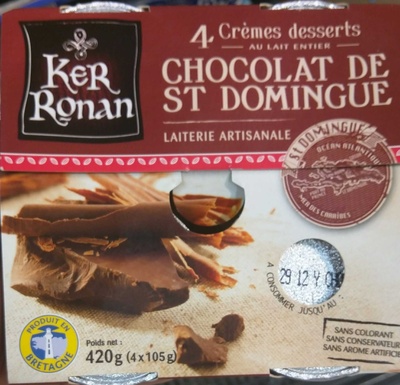 KER
RONAN
4 Crèmes desserts
AU LAIT ENTIER
CHOCOLAT DE
ST DOMINGUE
LAITERIE ARTISANALE
ST DOMINGUE
OCEAN ATLANTIQUE
MER DES CARAÏBES
29 12
A CONSOMMER JUSQU'AU :
PRODUIT EN
BRETAGNE
Poids net :
420g (4x105g)
SANS COLORANT
SANS CONSERVATEUR
SANS ARÔME ARTIFICIEL